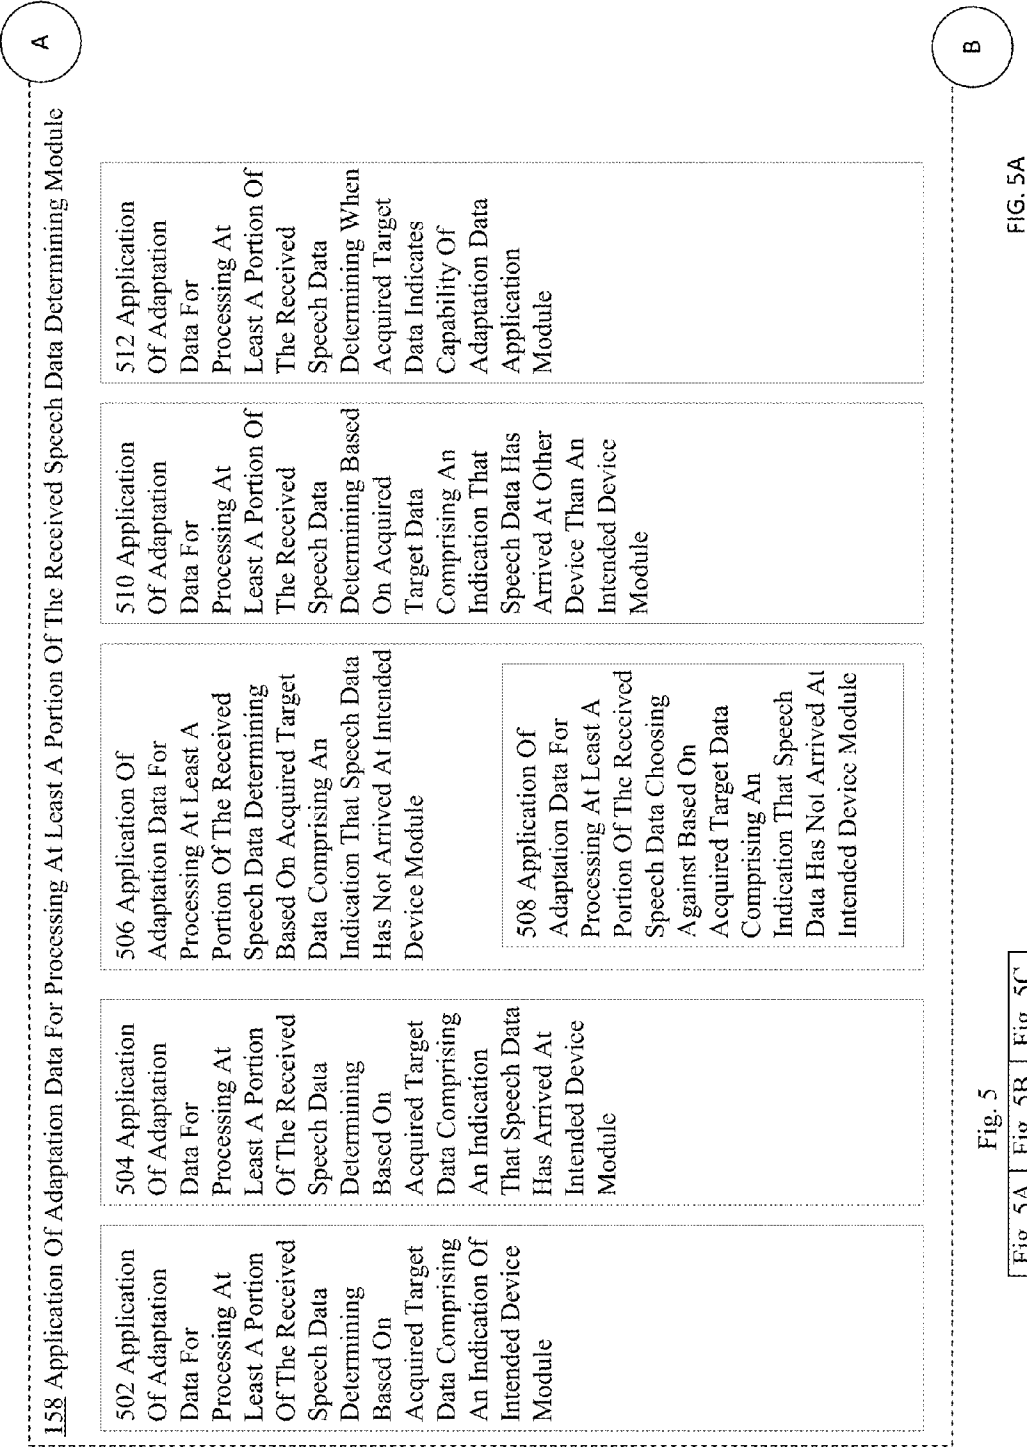 158 Application Of Adaptation Data For Processing At Least A Portion Of The Received Speech Data Determining Module
502 Application
Of Adaptation
Data For
Processing At
Least A Portion
Of The Received
Speech Data
Determining
Based On
Acquired Target
Data Comprising
An Indication Of
Intended Device
Module
504 Application
Of Adaptation
Data For
Processing At
Least A Portion
Of The Received
Speech Data
Determining
Based On
Acquired Target
Data Comprising
An Indication
That Speech Data
Has Arrived At
Intended Device
Module
506 Application Of
Adaptation Data For
Processing At Least A
Portion Of The Received
Speech Data Determining
Based On Acquired Target
Data Comprising An
Indication That Speech Data
Has Not Arrived At Intended
Device Module
508 Application Of
Adaptation Data For
Processing At Least A
Portion Of The Received
Speech Data Choosing
Against Based On
Acquired Target Data
Comprising An
Indication That Speech
Data Has Not Arrived At
Intended Device Module
510 Application
Of Adaptation
Data For
Processing At
Least A Portion Of
The Received
Speech Data
Determining Based
On Acquired
Target Data
Comprising An
Indication That
Speech Data Has
Arrived At Other
Device Than An
Intended Device
Module
512 Application
Of Adaptation
Data For
Processing At
Least A Portion Of
The Received
Speech Data
Determining When
Acquired Target
Data Indicates
Capability Of
Adaptation Data
Application
Module
A
B
Fig. 5
Fig. 5A Fig. 5B Fig. 5C
FIG. 5A